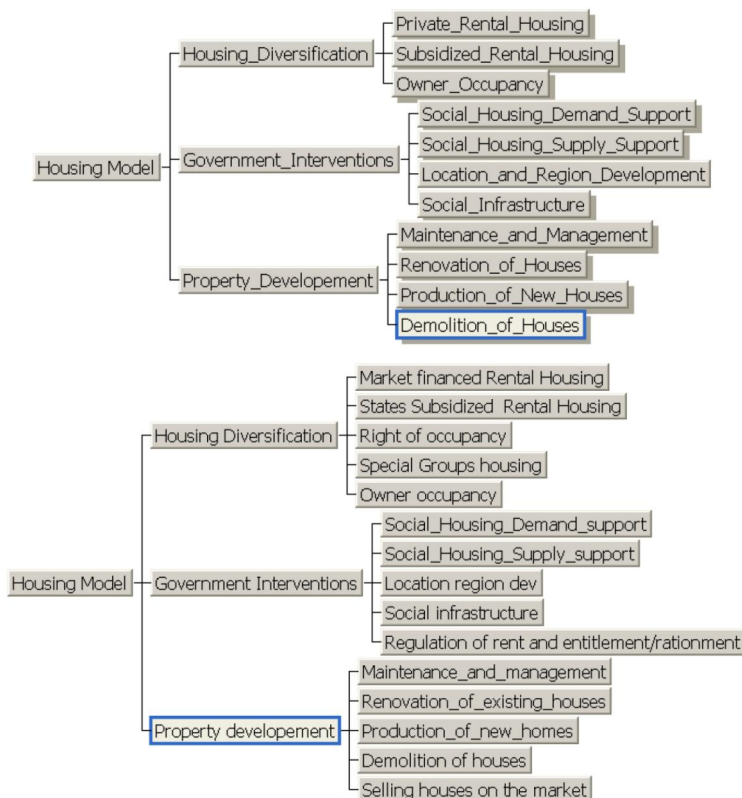 Private_Rental_Housing
Housing_Diversification
Subsidized_Rental_Housing
Owner_Occupancy
Social_Housing_Demand_Support
Social_Housing_Supply_Support
Housing Model
Government_Interventions
Location_and_Region_Development
Social_Infrastructure
Maintenance_and_Management
Renovation_of_Houses
Property_Developement
Production_of_New_Houses
Demolition_of_Houses
Market financed Rental Housing
States Subsidized Rental Housing
Housing Diversification
Right of occupancy
Special Groups housing
Owner occupancy
Social_Housing_Demand_support
Social_Housing_Supply_support
Housing Model
Government Interventions
Location region dev
Social infrastructure
Regulation of rent and entitlement/rationment
Maintenance_and_management
Renovation_of_existing_houses
Property developement
Production_of_new_homes
Demolition of houses
Selling houses on the market